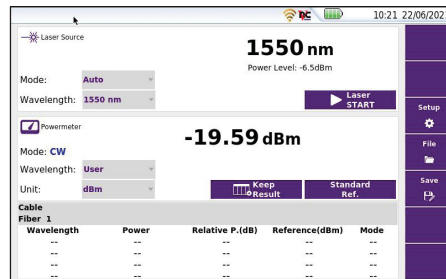 10:21 22/06/202
Laser Source
1550 nm
Power Level: -6.5dBm
Mode: Auto
Wavelength: 1550 nm
Laser START
Setup
File
Save
Powermeter
-19.59 dBm
Mode: CW
Wavelength: User
Unit: dBm
Keep Result
Standard Ref.
Cable
Fiber 1
Wavelength Power Relative P.(dB) Reference(dBm) Mode
-- -- -- -- --
-- -- -- -- --
-- -- -- -- --
-- -- -- -- --